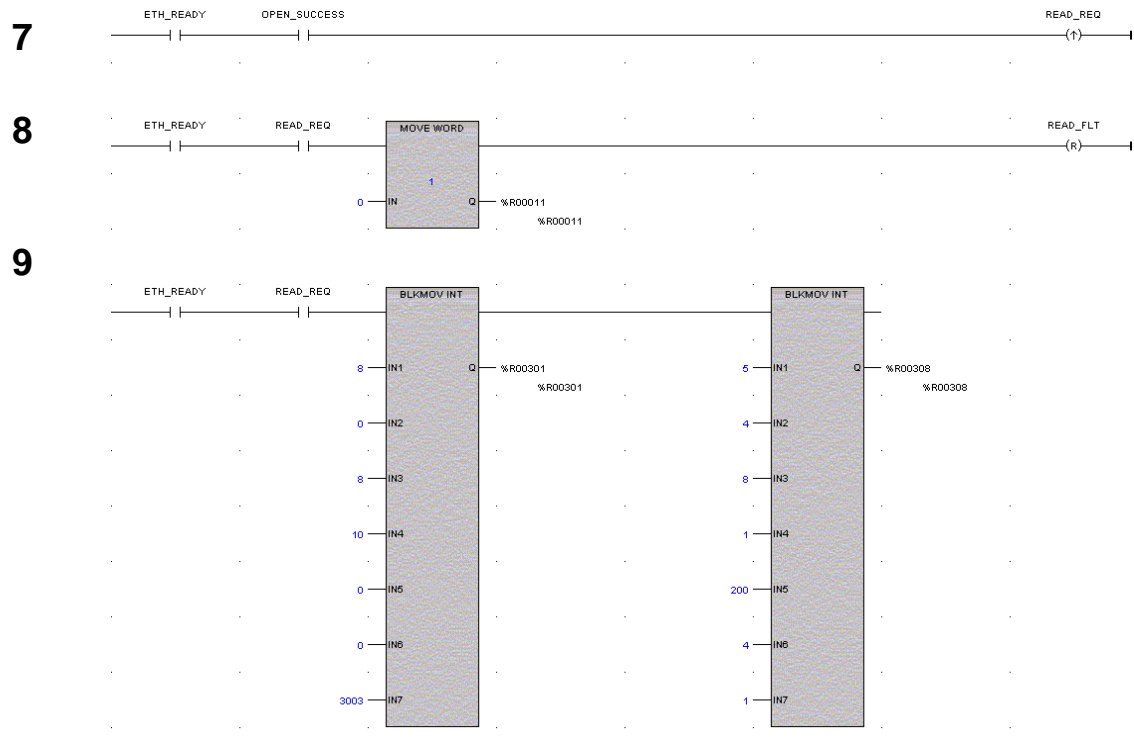 ETH_READY OPEN_SUCCESS READ_REQ
7 (↑)
ETH_READY READ_REQ MOVE WORD READ_FLT
8 (R)
1
0 IN Q %R00011
%R00011
9
ETH_READY READ_REQ BLKMOV INT BLKMOV INT
8 IN1 Q %R00301 5 IN1 Q %R00308
%R00301 %R00308
0 IN2 4 IN2
8 IN3 8 IN3
10 IN4 1 IN4
0 IN5 200 IN5
0 IN6 4 IN6
3003 IN7 1 IN7